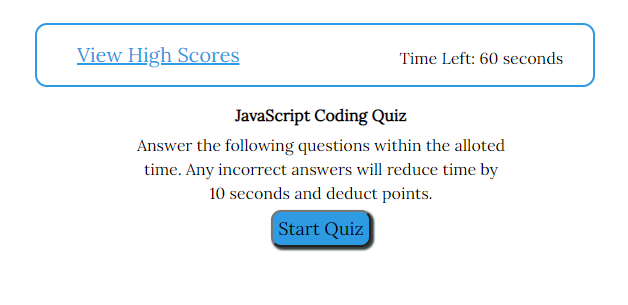 View High Scores
Time Left: 60 seconds
JavaScript Coding Quiz
Answer the following questions within the alloted
time. Any incorrect answers will reduce time by
10 seconds and deduct points.
Start Quiz